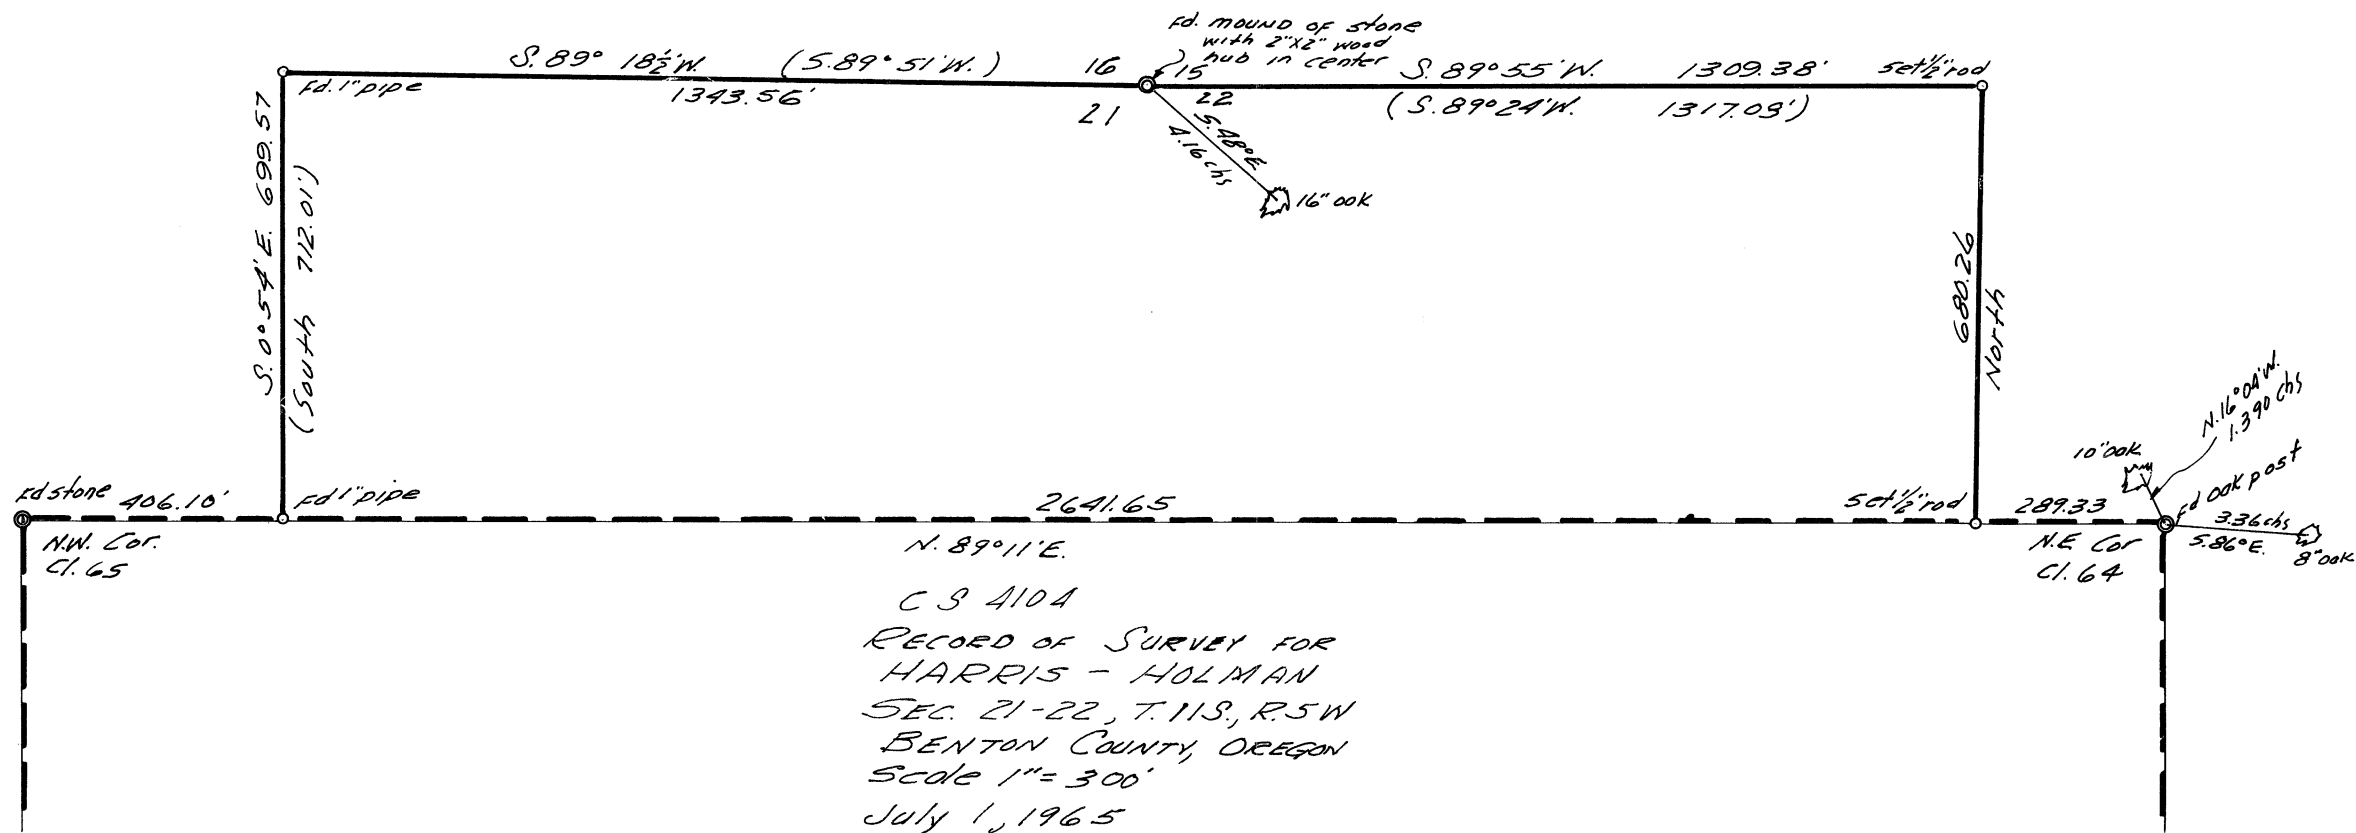 Fd. mound of stone
with 2"x2" wood
hub in center
S. 89° 18½' W. (S. 89° 51' W.)
1343.56'
16 15
21 22
S. 89° 55' W. 1309.38'
(S. 89° 24' W. 1317.03')
set ½" rod
Fd. 1" pipe
S. 48° E.
4.16 chs
16" oak
S. 0° 54' E. 699.57
(South 712.01')
680.26
North
N. 16° 04' W.
1.390 chs
10" oak
Fd oak post
Fd stone
406.10'
Fd 1" pipe
2641.65
set ½" rod
289.33
3.36 chs
S. 86° E.
8" oak
N.W. Cor.
Cl. 65
N. 89° 11' E.
N.E Cor
Cl. 64
C S 4104
RECORD OF SURVEY FOR
HARRIS - HOLMAN
SEC. 21-22, T. 11S., R. 5W
BENTON COUNTY, OREGON
Scale 1" = 300'
July 1, 1965